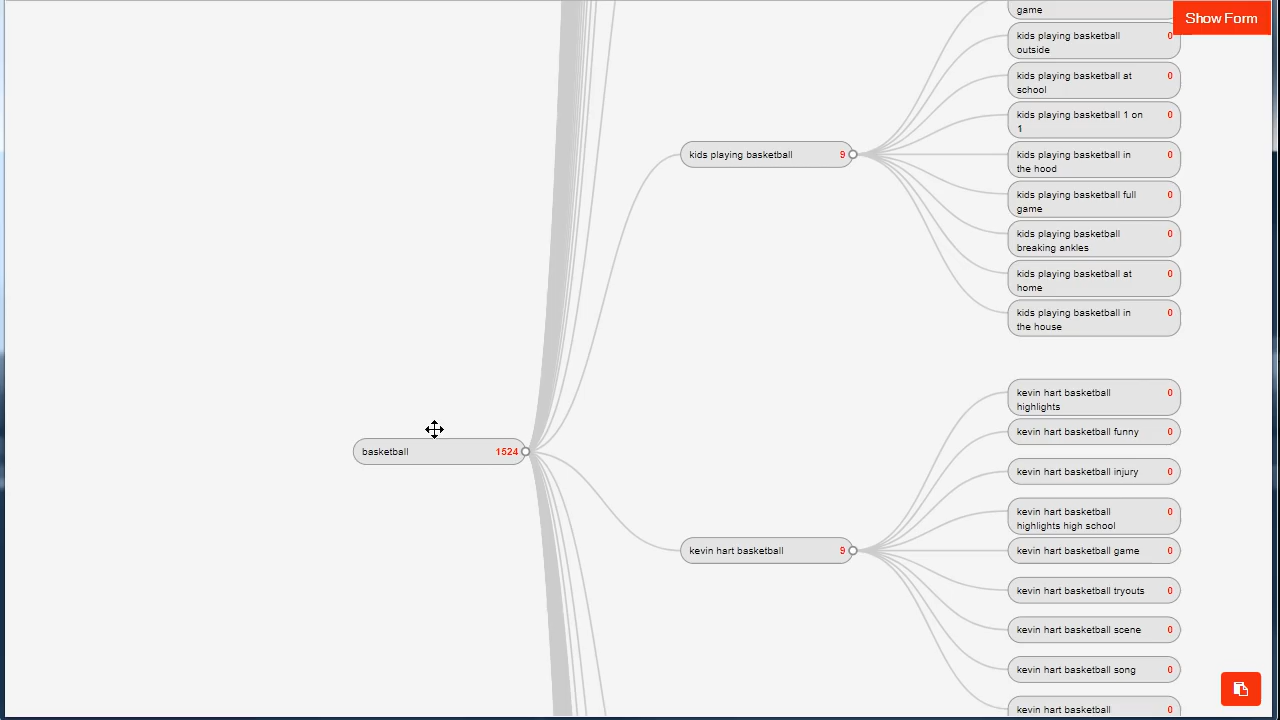 Show Form
game
kids playing basketball 0
outside
kids playing basketball at 0
school
kids playing basketball 1 on 0
1
kids playing basketball 9
kids playing basketball in 0
the hood
kids playing basketball full 0
game
kids playing basketball 0
breaking ankles
kids playing basketball at 0
home
kids playing basketball in 0
the house
kevin hart basketball 0
highlights
kevin hart basketball funny 0
basketball 1524
kevin hart basketball injury 0
kevin hart basketball 0
highlights high school
kevin hart basketball 9
kevin hart basketball game 0
kevin hart basketball tryouts 0
kevin hart basketball scene 0
kevin hart basketball song 0
kevin hart basketball 0